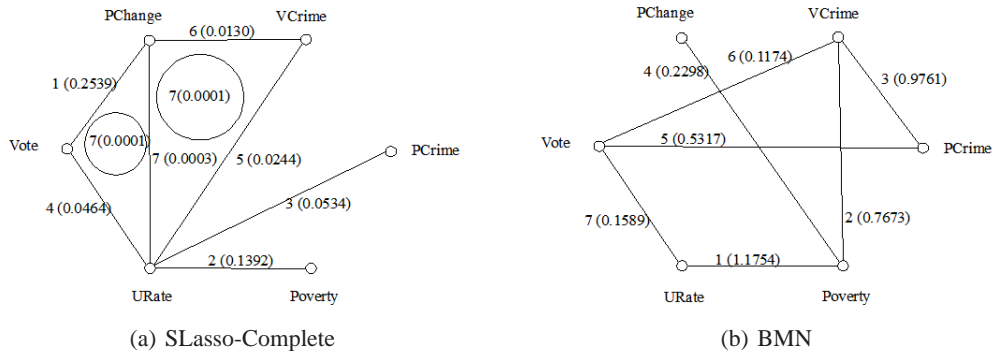 PChange
VCrime
6 (0.0130)
1 (0.2539)
7(0.0001)
Vote
7(0.0001)
7 (0.0003)
5 (0.0244)
PCrime
4 (0.0464)
3 (0.0534)
2 (0.1392)
URate
Poverty
(a) SLasso-Complete
PChange
VCrime
6 (0.1174)
4 (0.2298)
3 (0.9761)
Vote
5 (0.5317)
PCrime
7 (0.1589)
2 (0.7673)
1 (1.1754)
URate
Poverty
(b) BMN